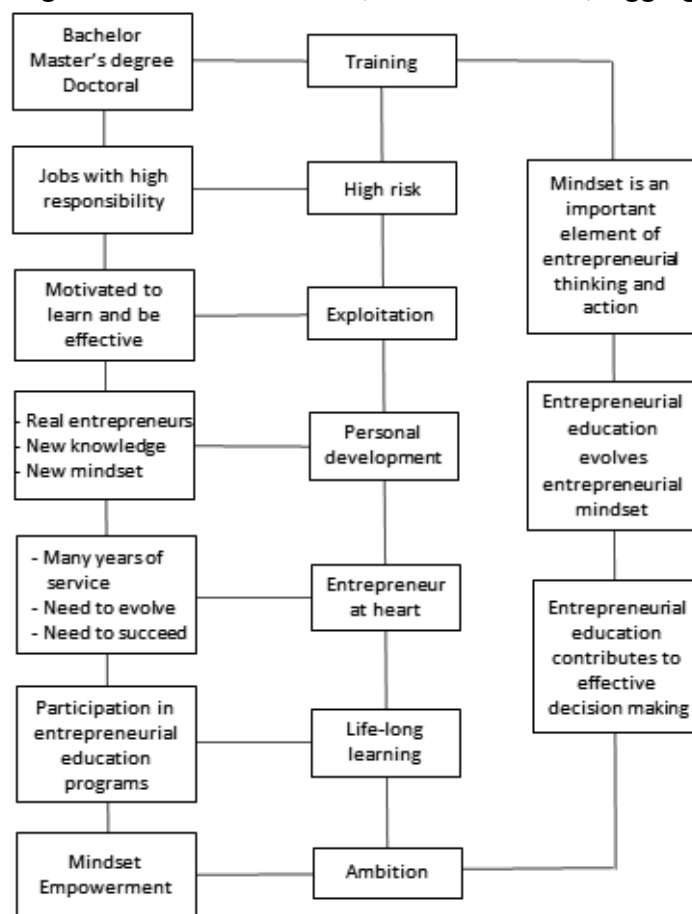 Bachelor
Master's degree
Doctoral
Training
Jobs with high
responsibility
High risk
Mindset is an
important
element of
entrepreneurial
thinking and
action
Motivated to
learn and be
effective
Exploitation
- Real entrepreneurs
- New knowledge
- New mindset
Personal
development
Entrepreneurial
education
evolves
entrepreneurial
mindset
- Many years of
service
- Need to evolve
- Need to succeed
Entrepreneur
at heart
Entrepreneurial
education
contributes to
effective
decision making
Participation in
entrepreneurial
education
programs
Life-long
learning
Mindset
Empowerment
Ambition